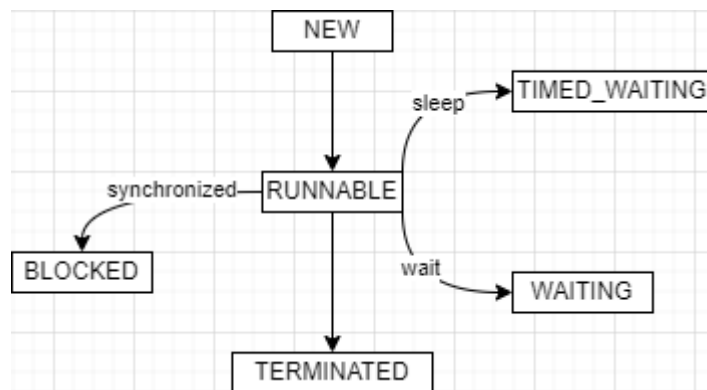 NEW
sleep
TIMED_WAITING
synchronized
RUNNABLE
BLOCKED
wait
WAITING
TERMINATED